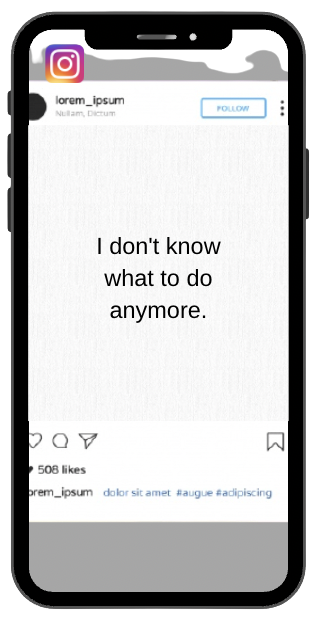 lorem_ipsum
Nullam, Dictum
FOLLOW
I don't know
what to do
anymore.
508 likes
orem_ipsum dolor sit amet #augue #adipiscing